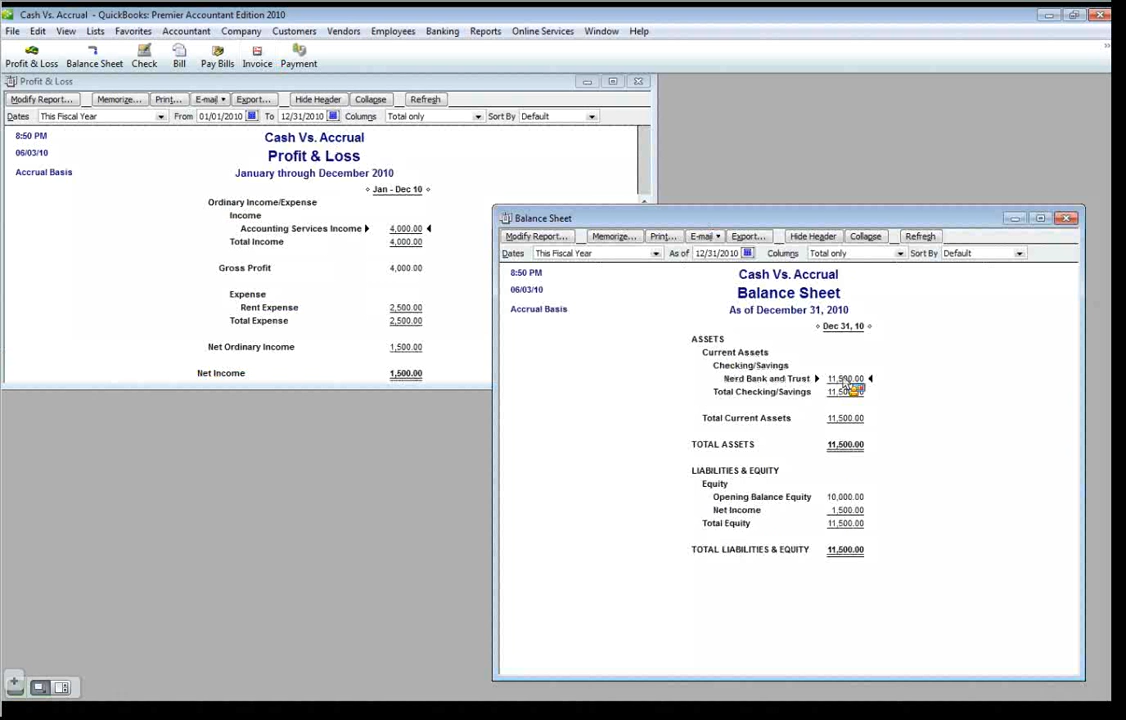 Cash Vs. Accrual - QuickBooks: Premier Accountant Edition 2010
File Edit View Lists Favorites Accountant Company Customers Vendors Employees Banking Reports Online Services Window Help
Profit & Loss Balance Sheet Check Bill Pay Bills Invoice Payment
Profit & Loss
Modify Report... Memorize... Print... E-mail Export... Hide Header Collapse Refresh
Dates This Fiscal Year From 01/01/2010 To 12/31/2010 Columns Total only Sort By Default
8:50 PM Cash Vs. Accrual
06/03/10 Profit & Loss
Accrual Basis January through December 2010
Jan - Dec 10
Ordinary Income/Expense
Income
Accounting Services Income 4,000.00
Total Income 4,000.00
Gross Profit 4,000.00
Expense
Rent Expense 2,500.00
Total Expense 2,500.00
Net Ordinary Income 1,500.00
Net Income 1,500.00
Balance Sheet
Modify Report... Memorize... Print... E-mail Export... Hide Header Collapse Refresh
Dates This Fiscal Year As of 12/31/2010 Columns Total only Sort By Default
8:50 PM Cash Vs. Accrual
06/03/10 Balance Sheet
Accrual Basis As of December 31, 2010
Dec 31, 10
ASSETS
Current Assets
Checking/Savings
Nerd Bank and Trust
Total Checking/Savings
Total Current Assets 11,500.00
TOTAL ASSETS 11,500.00
LIABILITIES & EQUITY
Equity
Opening Balance Equity 10,000.00
Net Income 1,500.00
Total Equity 11,500.00
TOTAL LIABILITIES & EQUITY 11,500.00